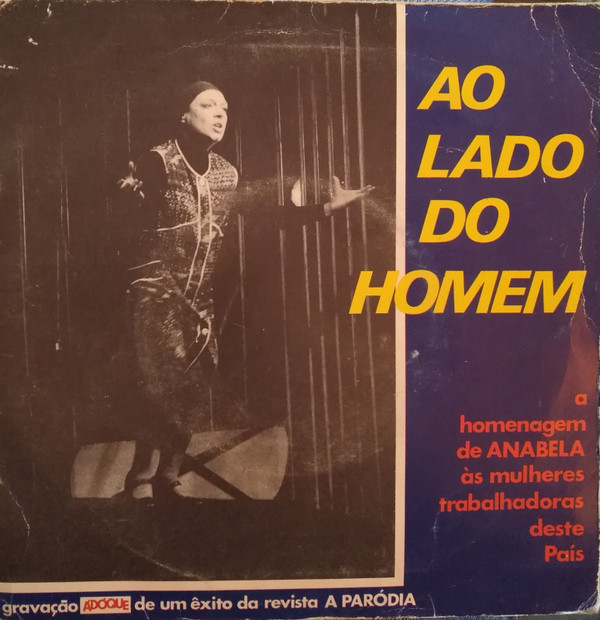 AO
LADO
DO
HOMEM
a
homenagem
de ANABELA
às mulheres
trabalhadoras
deste
País
gravação ADÓQUE de um êxito da revista A PARÓDIA